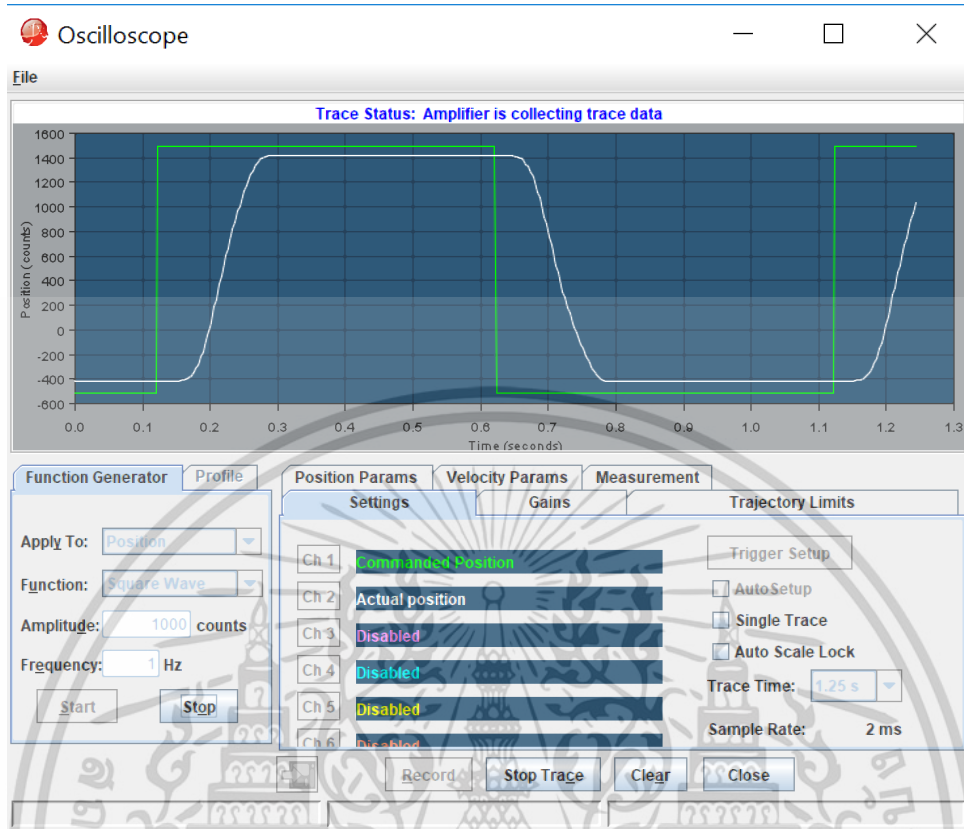 Oscilloscope
File
Trace Status: Amplifier is collecting trace data
1600
1400
1200
1000
800
600
400
200
0
-200
-400
-600
Position (counts)
0.0 0.1 0.2 0.3 0.4 0.5 0.6 0.7 0.8 0.9 1.0 1.1 1.2 1.3
Time (seconds)
Function Generator Profile
Position Params Velocity Params Measurement
Settings Gains Trajectory Limits
Apply To: Position
Function: Square Wave
Amplitude: 1000 counts
Frequency: 1 Hz
Start Stop
Ch 1 Commanded Position
Ch 2 Actual position
Ch 3 Disabled
Ch 4 Disabled
Ch 5 Disabled
Ch 6 Disabled
Trigger Setup
Auto Setup
Single Trace
Auto Scale Lock
Trace Time: 1.25 s
Sample Rate: 2 ms
Record Stop Trace Clear Close